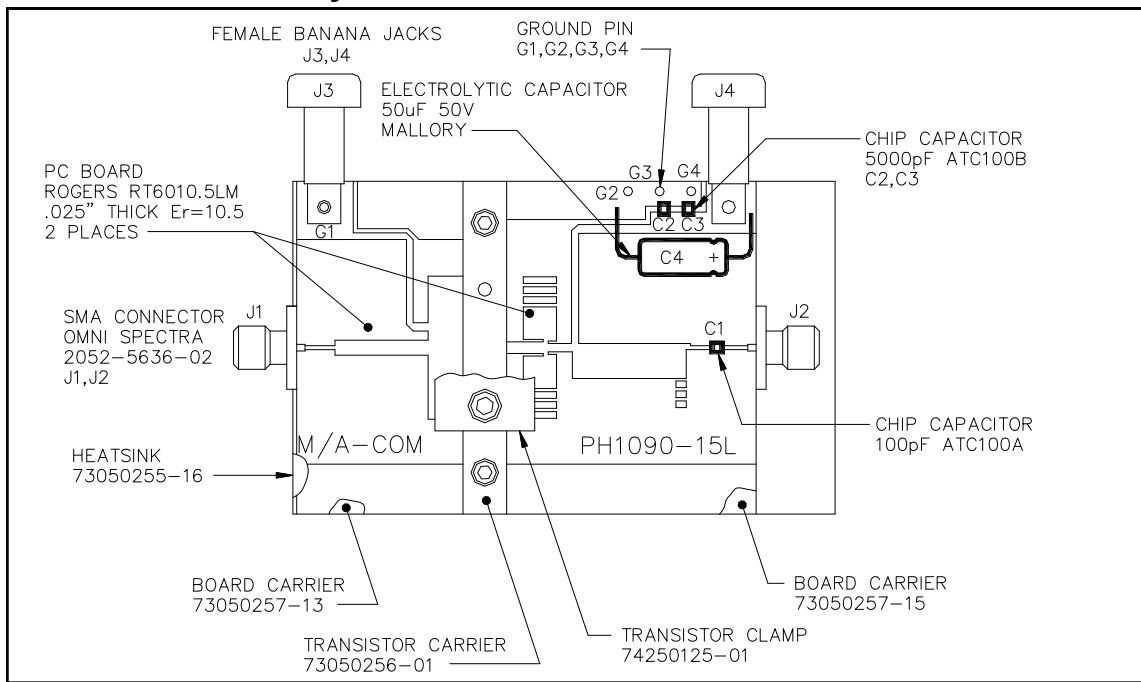 FEMALE BANANA JACKS
J3,J4
GROUND PIN
G1,G2,G3,G4
J3
ELECTROLYTIC CAPACITOR
50uF 50V
MALLORY
J4
CHIP CAPACITOR
5000pF ATC100B
C2,C3
PC BOARD
ROGERS RT6010.5LM
.025" THICK Er=10.5
2 PLACES
G3
G4
G2
G1
C2
C3
C4
+
SMA CONNECTOR
OMNI SPECTRA
2052-5636-02
J1,J2
J1
C1
J2
CHIP CAPACITOR
100pF ATC100A
M/A-COM
PH1090-15L
HEATSINK
73050255-16
BOARD CARRIER
73050257-13
BOARD CARRIER
73050257-15
TRANSISTOR CARRIER
73050256-01
TRANSISTOR CLAMP
74250125-01